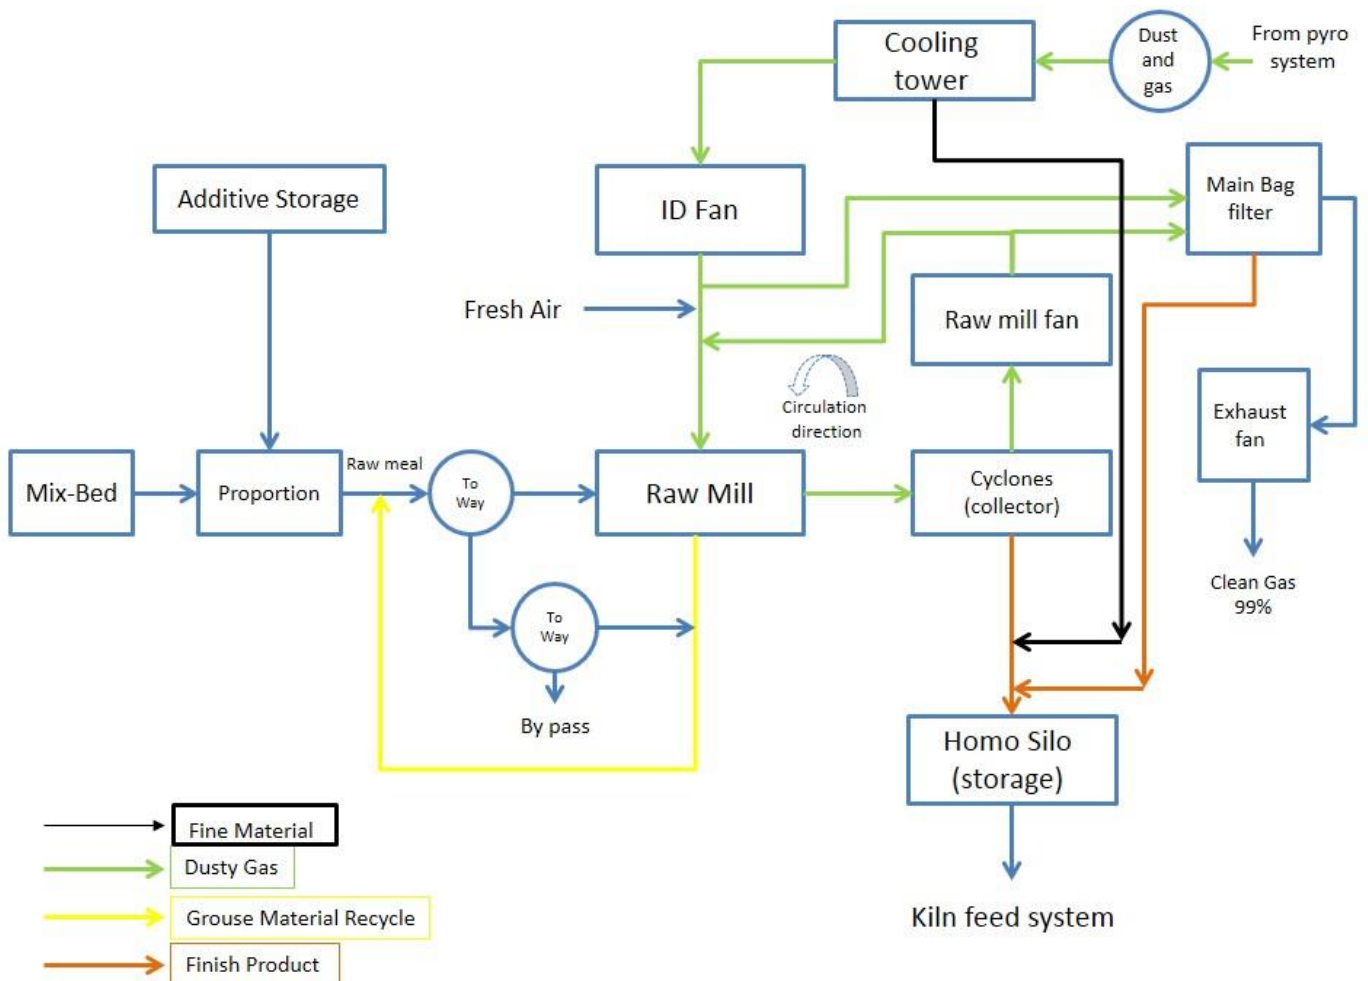 Cooling
tower
Dust
and
gas
From pyro
system
Additive Storage
ID Fan
Main Bag
filter
Fresh Air
Raw mill fan
Circulation
direction
Exhaust
fan
Mix-Bed
Proportion
Raw meal
To
Way
Raw Mill
Cyclones
(collector)
Clean Gas
99%
To
Way
By pass
Homo Silo
(storage)
Kiln feed system
Fine Material
Dusty Gas
Grouse Material Recycle
Finish Product